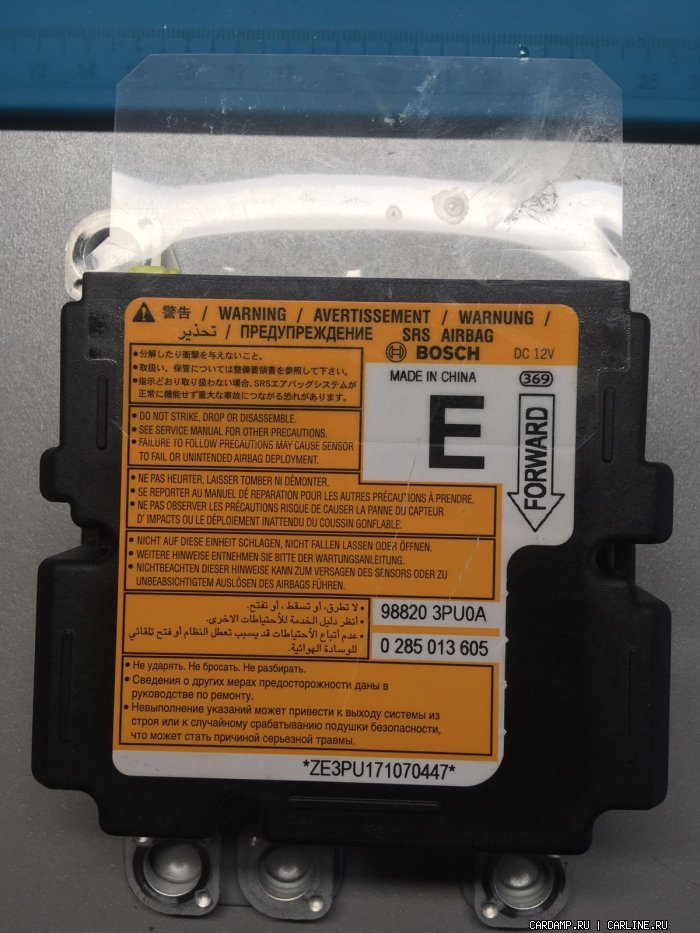 警告 / WARNING / AVERTISSEMENT / WARNUNG /
تحذير / ПРЕДУПРЕЖДЕНИЕ SRS AIRBAG
BOSCH DC 12V
MADE IN CHINA 369
E
FORWARD
•分解したり衝撃を与えないこと。
•取扱い、保管については整備要領書を参照して下さい。
•指示どおり取り扱わない場合、SRSエアバッグシステムが
正常に機能せず重大な事故につながる恐れがあります。
• DO NOT STRIKE, DROP OR DISASSEMBLE.
• SEE SERVICE MANUAL FOR OTHER PRECAUTIONS.
• FAILURE TO FOLLOW PRECAUTIONS MAY CAUSE SENSOR
TO FAIL OR UNINTENDED AIRBAG DEPLOYMENT.
• NE PAS HEURTER, LAISSER TOMBER NI DÉMONTER.
• SE REPORTER AU MANUEL DE RÉPARATION POUR LES AUTRES PRÉCAUTIONS À PRENDRE.
• NE PAS OBSERVER LES PRÉCAUTIONS RISQUE DE CAUSER LA PANNE DU CAPTEUR
D' IMPACTS OU LE DÉPLOIEMENT INATTENDU DU COUSSIN GONFLABLE.
• NICHT AUF DIESE EINHEIT SCHLAGEN, NICHT FALLEN LASSEN ODER ÖFFNEN.
• WEITERE HINWEISE ENTNEHMEN SIE BITTE DER WARTUNGSANLEITUNG.
• NICHTBEACHTEN DIESER HINWEISE KANN ZUM VERSAGEN DES SENSORS ODER ZU
UNBEABSICHTIGTEM AUSLÖSEN DES AIRBAGS FÜHREN.
• لا تطرق، أو تسقط، أو تفتح.
• أنظر دليل الخدمة للأحتياطات الاخرى.
• عدم أتباع الأحتياطات قد يسبب تعطل النظام أو فتح تلقائي
للوسادة الهوائية.
98820 3PU0A
0 285 013 605
• Не ударять. Не бросать. Не разбирать.
• Сведения о других мерах предосторожности даны в
руководстве по ремонту.
• Невыполнение указаний может привести к выходу системы из
строя или к случайному срабатыванию подушки безопасности,
что может стать причиной серьезной травмы.
*ZE3PU171070447*
CARDAMP.RU | CARLINE.RU